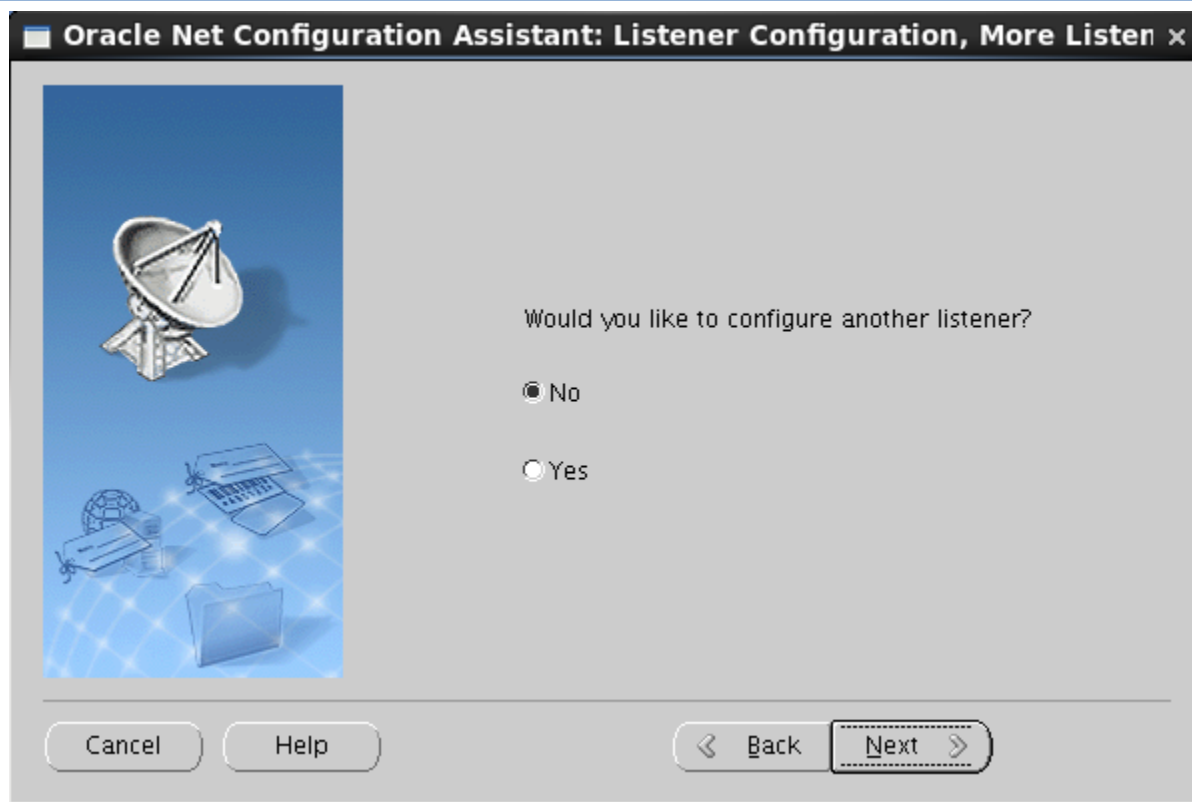 Oracle Net Configuration Assistant: Listener Configuration, More Listen
Would you like to configure another listener?
No
Yes
Cancel
Help
Back
Next